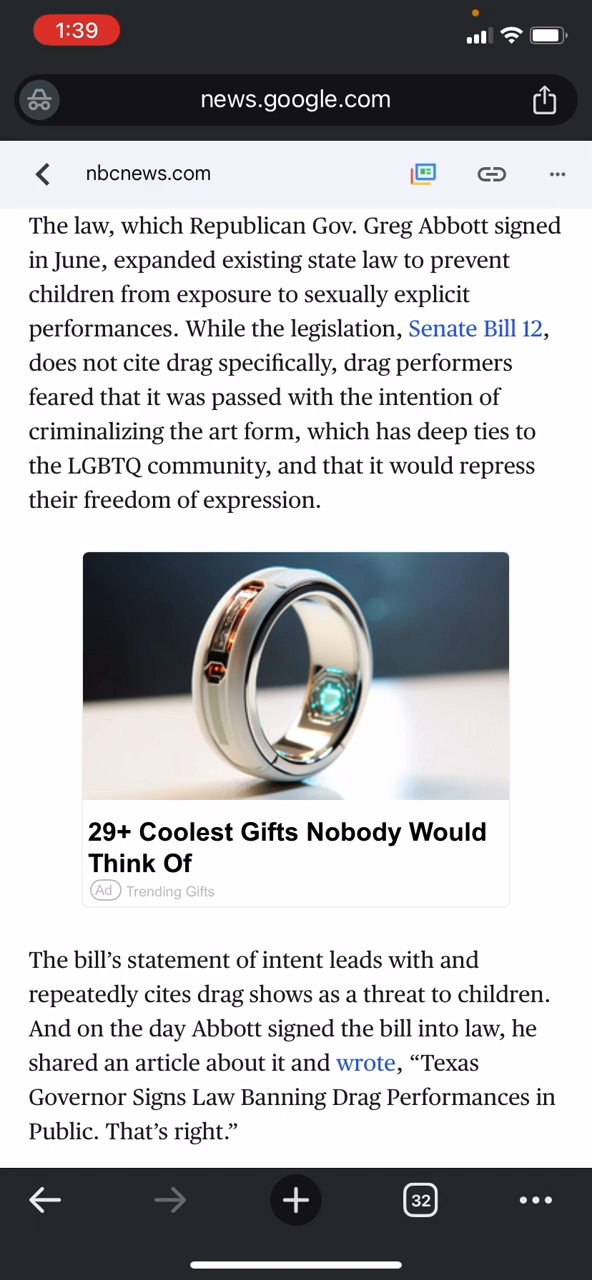 1:39
news.google.com
nbcnews.com
The law, which Republican Gov. Greg Abbott signed
in June, expanded existing state law to prevent
children from exposure to sexually explicit
performances. While the legislation, Senate Bill 12,
does not cite drag specifically, drag performers
feared that it was passed with the intention of
criminalizing the art form, which has deep ties to
the LGBTQ community, and that it would repress
their freedom of expression.
29+ Coolest Gifts Nobody Would
Think Of
Ad Trending Gifts
The bill’s statement of intent leads with and
repeatedly cites drag shows as a threat to children.
And on the day Abbott signed the bill into law, he
shared an article about it and wrote, “Texas
Governor Signs Law Banning Drag Performances in
Public. That’s right.”
32